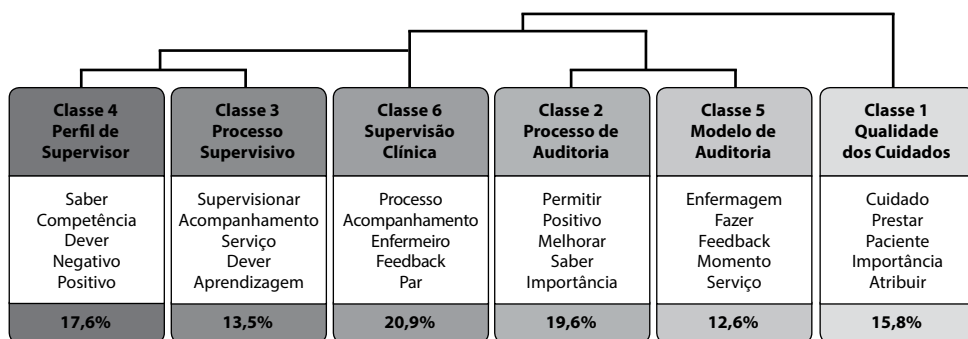 Classe 4
Perfil de
Supervisor
Saber
Competência
Dever
Negativo
Positivo
17,6%
Classe 3
Processo
Supervisivo
Supervisionar
Acompanhamento
Serviço
Dever
Aprendizagem
13,5%
Classe 6
Supervisão
Clínica
Processo
Acompanhamento
Enfermeiro
Feedback
Par
20,9%
Classe 2
Processo de
Auditoria
Permitir
Positivo
Melhorar
Saber
Importância
19,6%
Classe 5
Modelo de
Auditoria
Enfermagem
Fazer
Feedback
Momento
Serviço
12,6%
Classe 1
Qualidade
dos Cuidados
Cuidado
Prestar
Paciente
Importância
Atribuir
15,8%